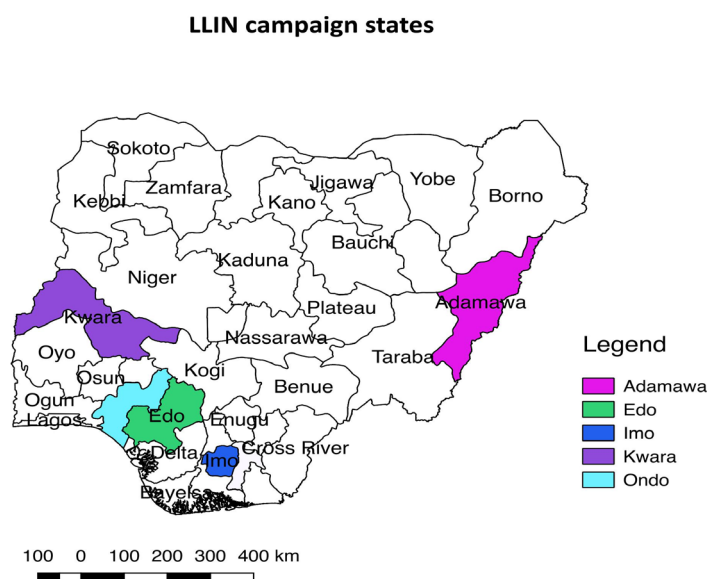 LLIN campaign states
Sokoto
Zamfara
Kebbi
Kano
Jigawa
Yobe
Borno
Bauchi
Kaduna
Niger
Adamawa
Plateau
Kwara
Nassarawa
Oyo
Taraba
Kogi
Osun
Benue
Ogun
Lagos
Edo
Enugu
Delta
Imo
Cross River
Bayelsa
Legend
Adamawa
Edo
Imo
Kwara
Ondo
100 0 100 200 300 400 km